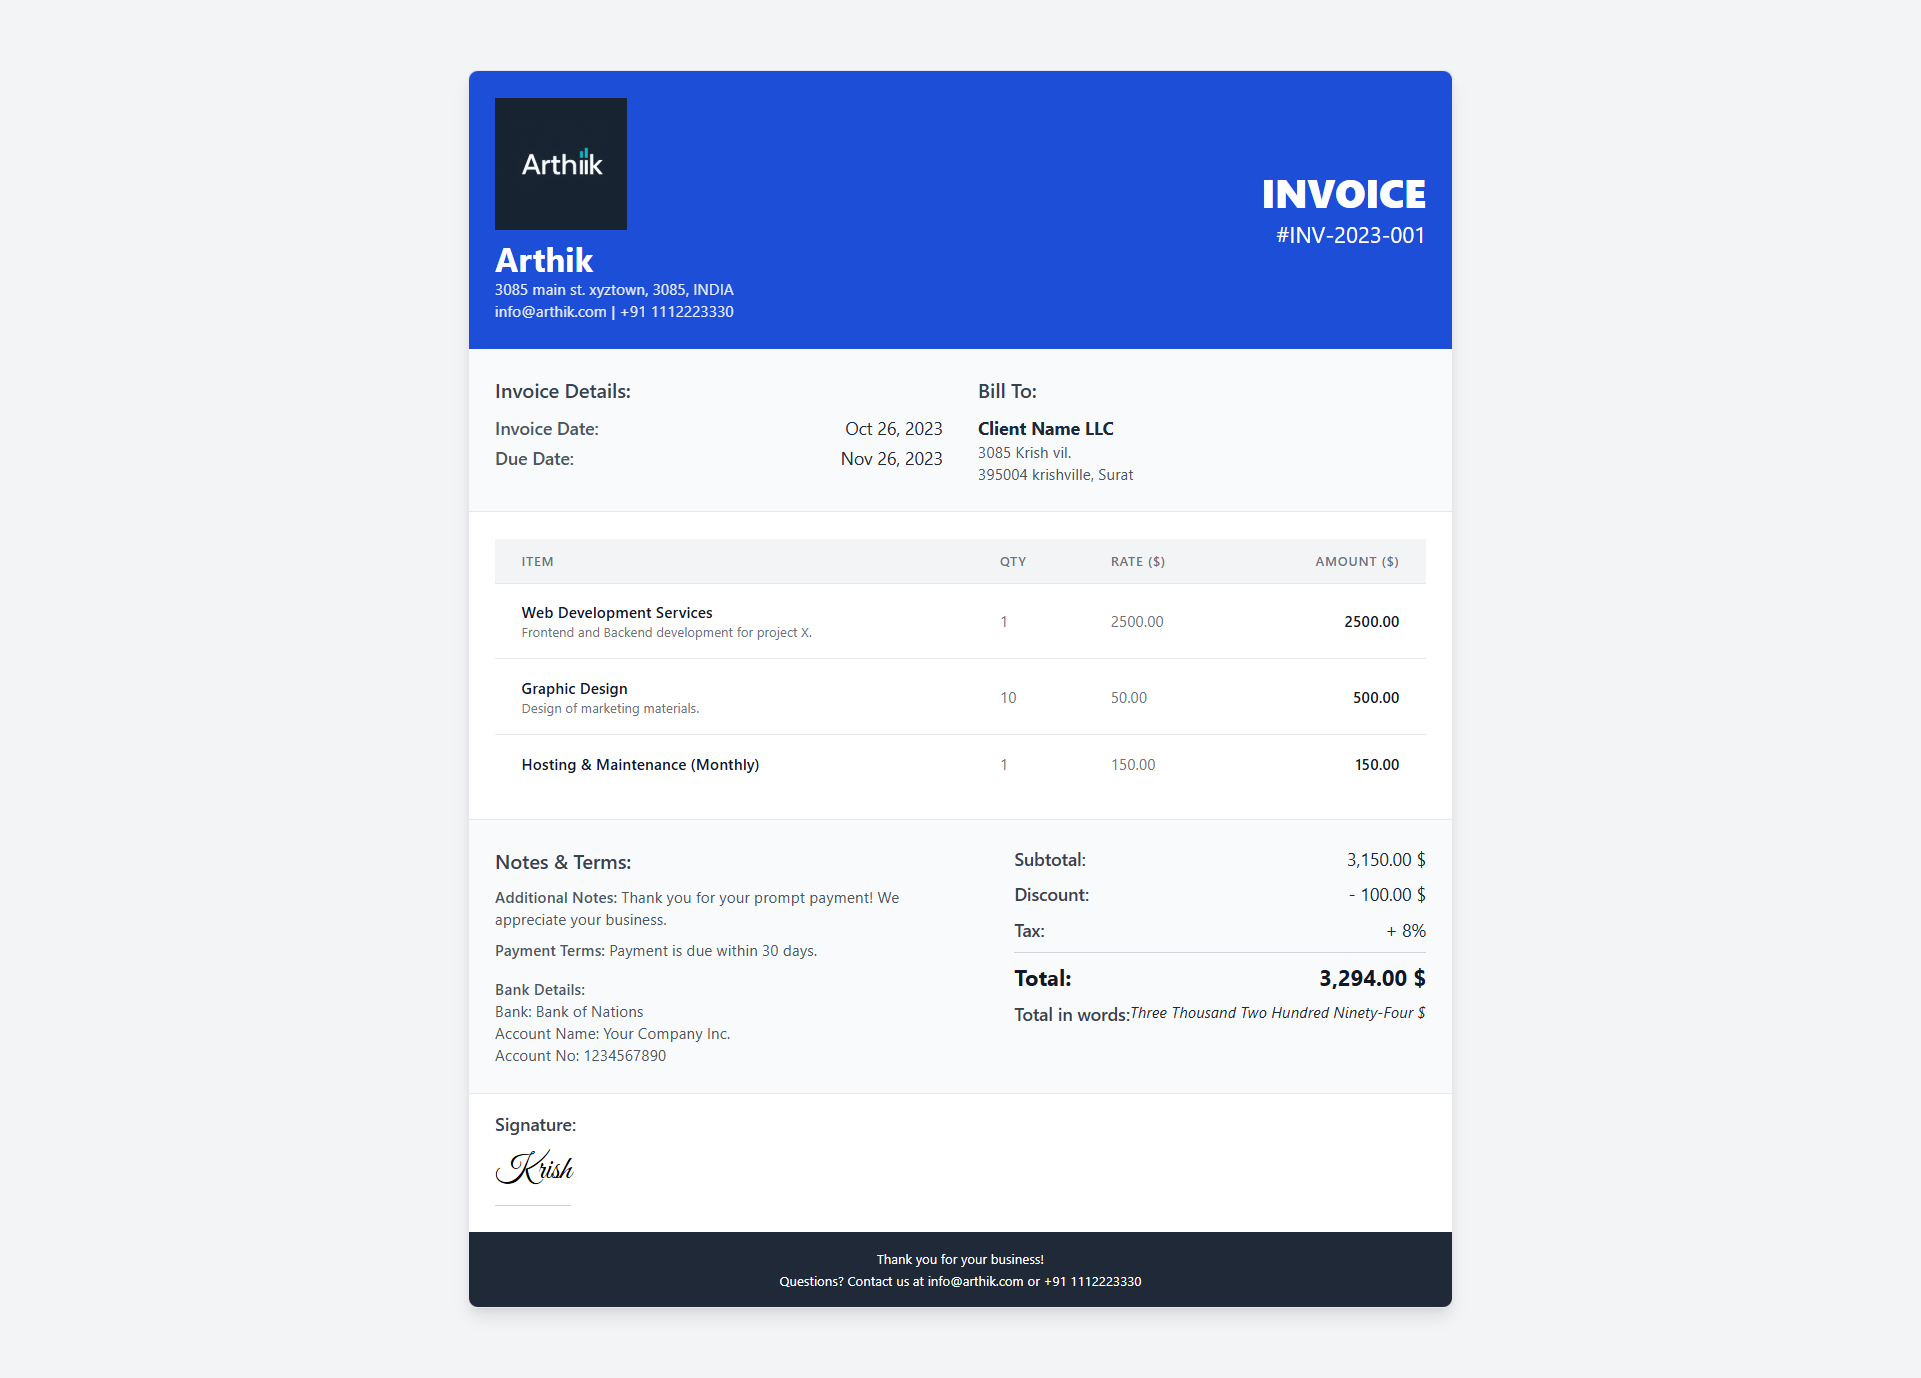 Arthik
INVOICE
#INV-2023-001
Arthik
3085 main st. xyztown, 3085, INDIA
info@arthik.com | +91 1112223330
Invoice Details:
Invoice Date: Oct 26, 2023
Due Date: Nov 26, 2023
Bill To:
Client Name LLC
3085 Krish vil.
395004 krishville, Surat
ITEM QTY RATE ($) AMOUNT ($)
Web Development Services 1 2500.00 2500.00
Frontend and Backend development for project X.
Graphic Design 10 50.00 500.00
Design of marketing materials.
Hosting & Maintenance (Monthly) 1 150.00 150.00
Notes & Terms:
Additional Notes: Thank you for your prompt payment! We
appreciate your business.
Payment Terms: Payment is due within 30 days.
Bank Details:
Bank: Bank of Nations
Account Name: Your Company Inc.
Account No: 1234567890
Subtotal: 3,150.00 $
Discount: - 100.00 $
Tax: + 8%
Total: 3,294.00 $
Total in words: Three Thousand Two Hundred Ninety-Four $
Signature:
Krish
Thank you for your business!
Questions? Contact us at info@arthik.com or +91 1112223330